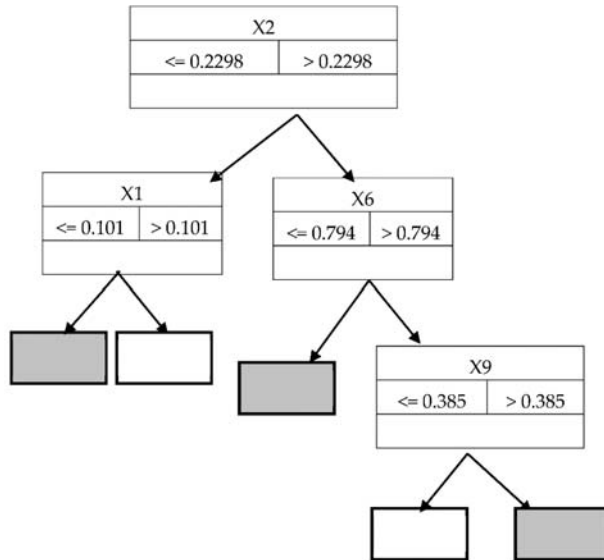 X2
<= 0.2298 > 0.2298
X1
<= 0.101 > 0.101
X6
<= 0.794 > 0.794
X9
<= 0.385 > 0.385